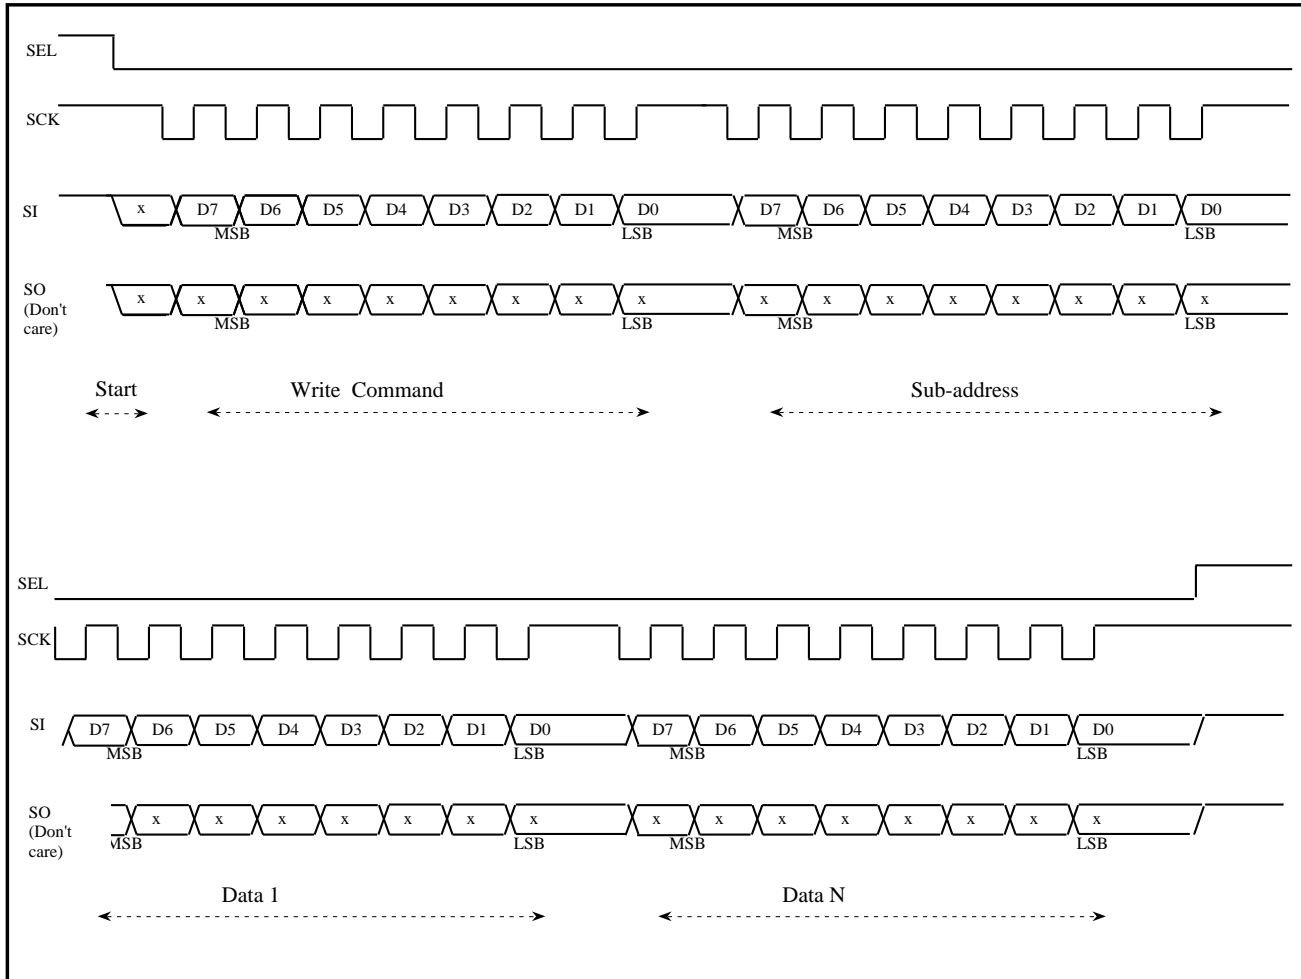 SEL
SCK
SI x D7 D6 D5 D4 D3 D2 D1 D0 D7 D6 D5 D4 D3 D2 D1 D0
MSB LSB MSB LSB
SO
(Don't
care)
x x x x x x x x x x x x x x x x x
MSB LSB MSB LSB
Start Write Command Sub-address
SEL
SCK
SI D7 D6 D5 D4 D3 D2 D1 D0 D7 D6 D5 D4 D3 D2 D1 D0
MSB LSB MSB LSB
SO
(Don't
care)
x x x x x x x x x x x x x x x
MSB LSB MSB LSB
Data 1 Data N